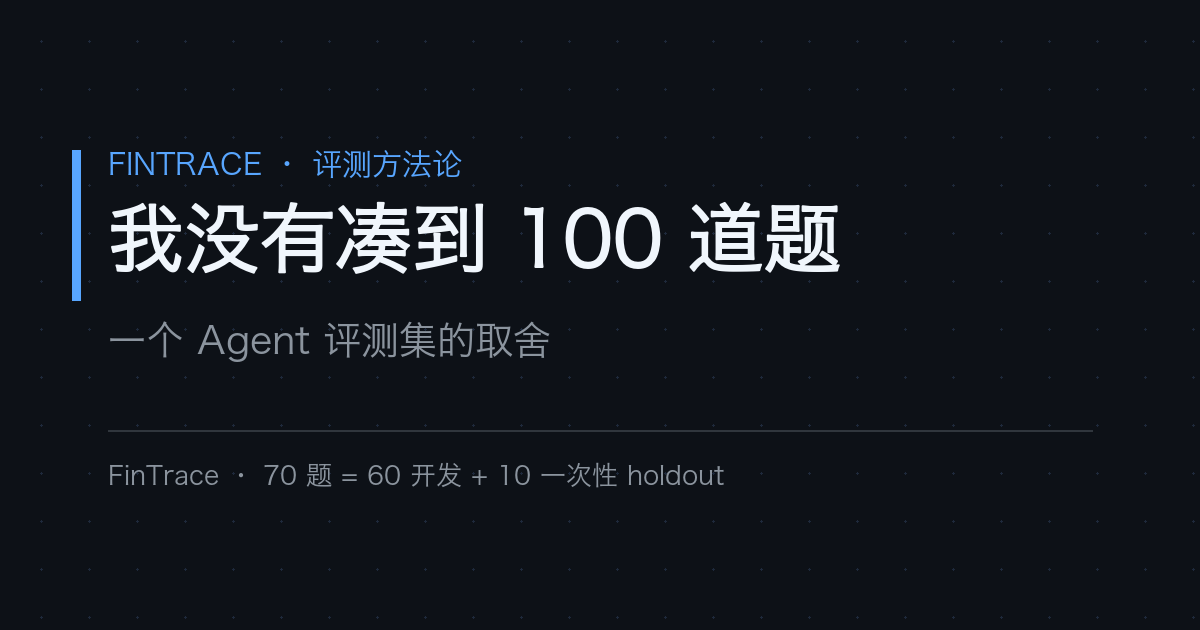 FINTRACE · 评测方法论
我没有凑到 100 道题
一个 Agent 评测集的取舍
FinTrace · 70 题 = 60 开发 + 10 一次性 holdout